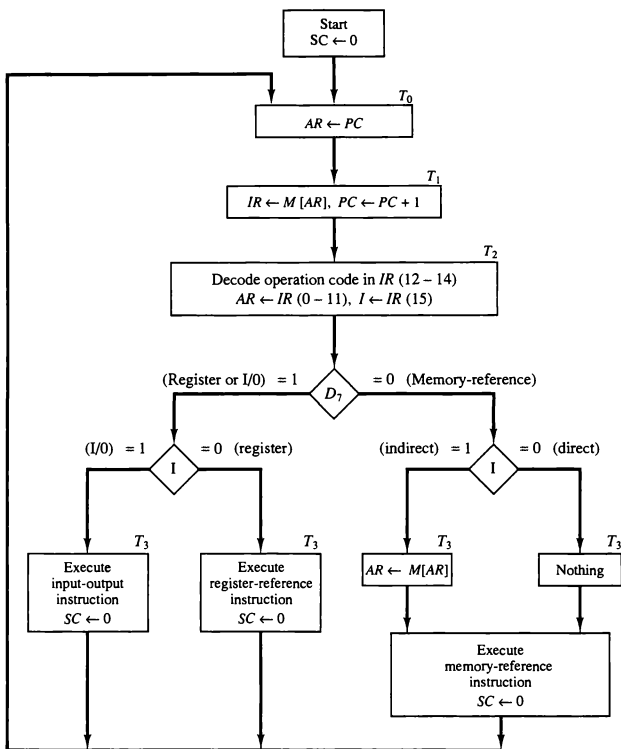 Start
SC ← 0
T₀
AR ← PC
T₁
IR ← M [AR], PC ← PC + 1
T₂
Decode operation code in IR (12 – 14)
AR ← IR (0 – 11), I ← IR (15)
(Register or I/0) = 1
D₇
= 0 (Memory-reference)
(I/0) = 1
I
= 0 (register)
(indirect) = 1
I
= 0 (direct)
T₃
T₃
T₃
T₃
Execute
input-output
instruction
SC ← 0
Execute
register-reference
instruction
SC ← 0
AR ← M[AR]
Nothing
Execute
memory-reference
instruction
SC ← 0